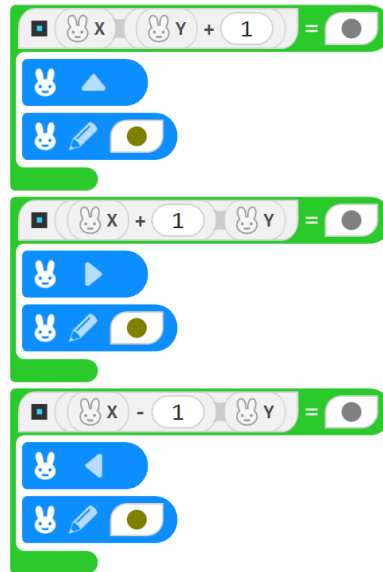 X Y + 1 =
X + 1 Y =
X - 1 Y =